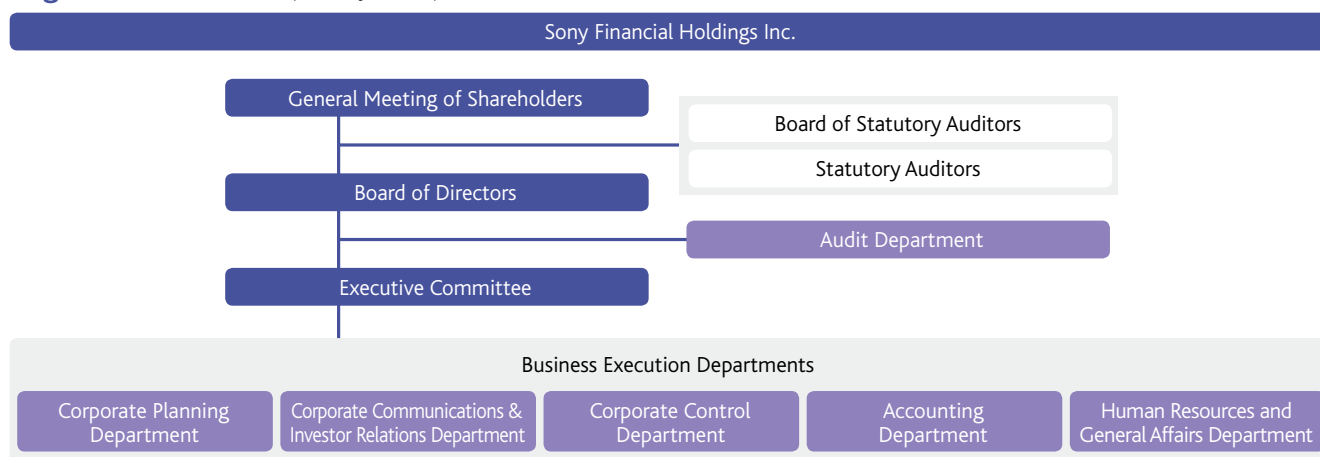 Sony Financial Holdings Inc.
General Meeting of Shareholders
Board of Statutory Auditors
Statutory Auditors
Board of Directors
Audit Department
Executive Committee
Business Execution Departments
Corporate Planning
Department
Corporate Communications &
Investor Relations Department
Corporate Control
Department
Accounting
Department
Human Resources and
General Affairs Department